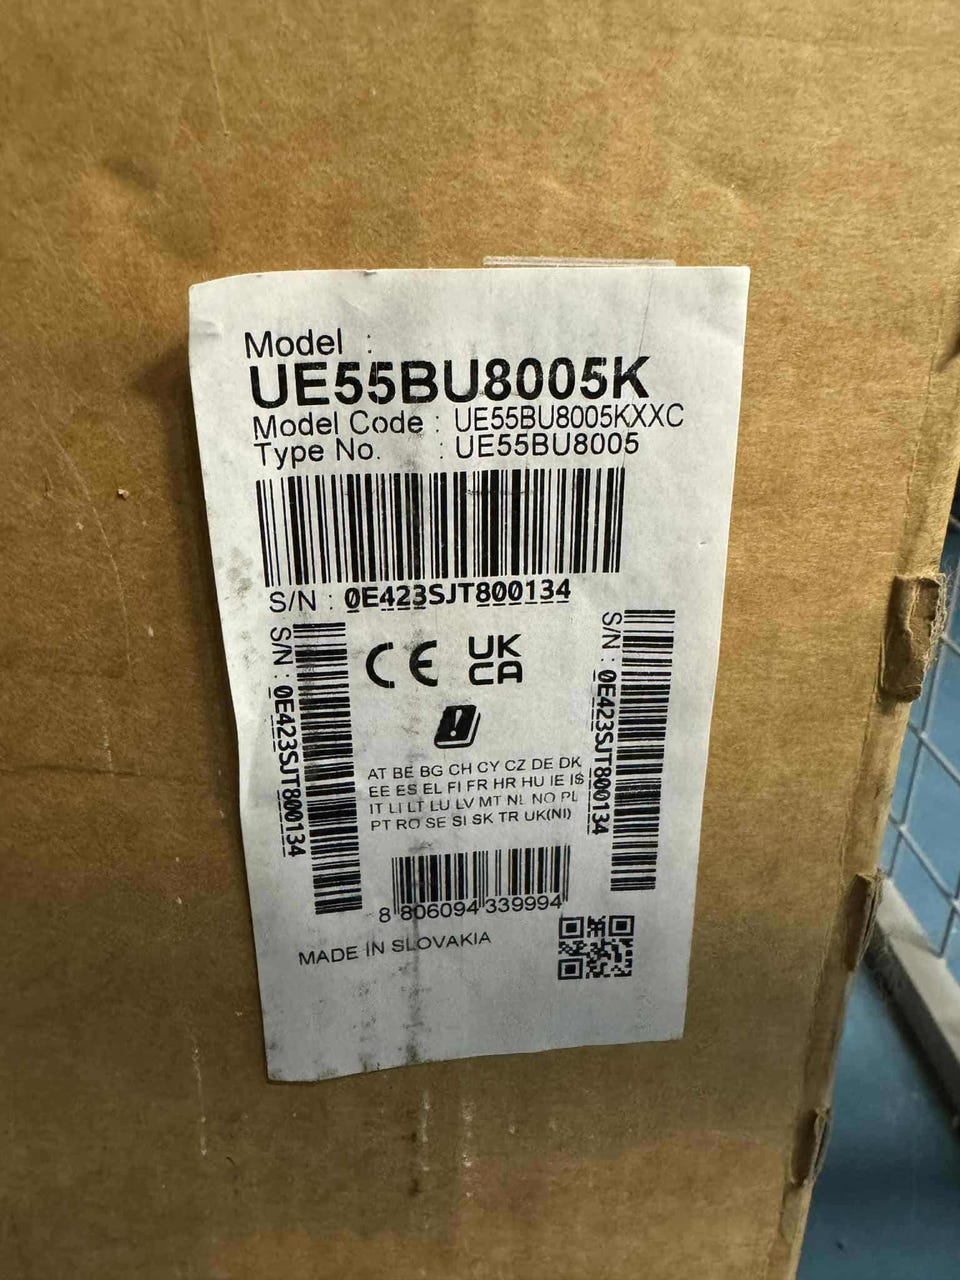 Model :
UE55BU8005K
Model Code : UE55BU8005KXXC
Type No. : UE55BU8005
S/N : 0E423SJT800134
S/N : 0E423SJT800134
S/N : 0E423SJT800134
CE
UK
CA
!
AT BE BG CH CY CZ DE DK
EE ES EL FI FR HR HU IE IS
IT LI LT LU LV MT NL NO PL
PT RO SE SI SK TR UK(NI)
8 806094 339994
MADE IN SLOVAKIA